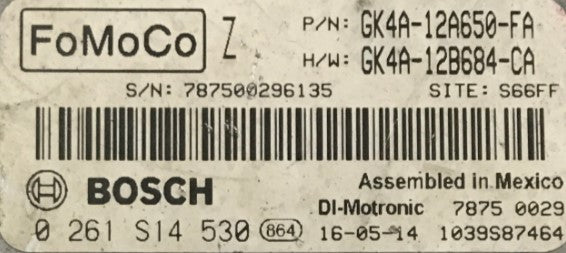 FoMoCo Z P/N: GK4A-12A650-FA
H/W: GK4A-12B684-CA
S/N: 787500296135 SITE: S66FF
BOSCH Assembled in Mexico
DI-Motronic 7875 0029
0 261 S14 530 864 16-05-14 1039S87464